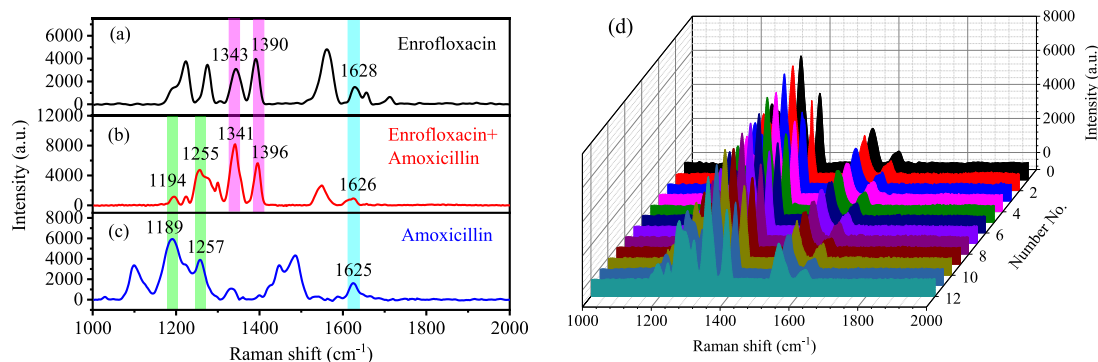 (a)
Enrofloxacin
1343
1390
1628
6000
4000
2000
0
(b)
Enrofloxacin+
Amoxicillin
1341
1255
1396
1194
1626
12000
8000
4000
0
(c)
Amoxicillin
1189
1257
1625
8000
6000
4000
2000
0
Intensity (a.u.)
1000 1200 1400 1600 1800 2000
Raman shift (cm⁻¹)
(d)
8000
6000
4000
2000
0
Intensity (a.u.)
0
2
4
6
8
10
12
Number No.
1000 1200 1400 1600 1800 2000
Raman shift (cm⁻¹)